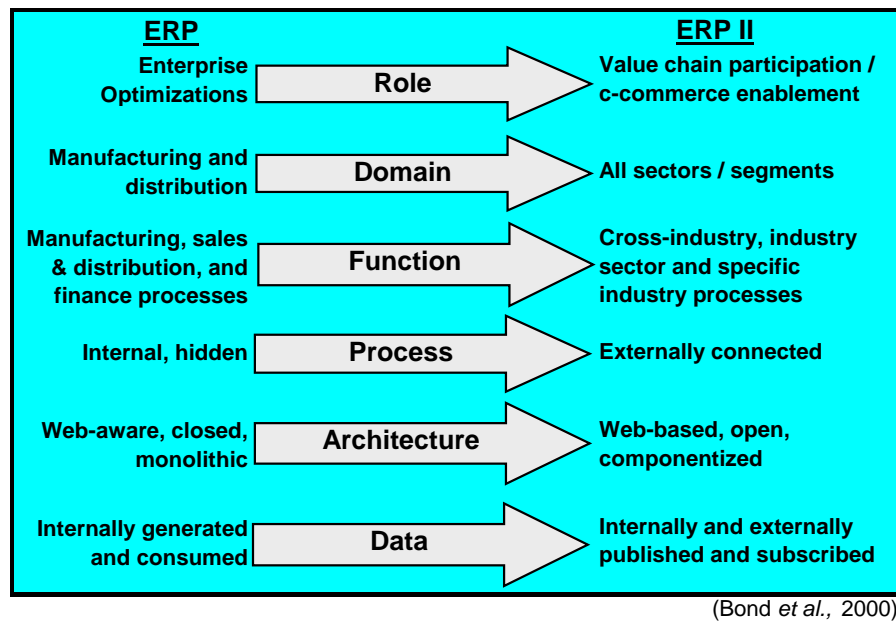 ERP
ERP II
Enterprise
Optimizations
Role
Value chain participation /
c-commerce enablement
Manufacturing and
distribution
Domain
All sectors / segments
Manufacturing, sales
& distribution, and
finance processes
Function
Cross-industry, industry
sector and specific
industry processes
Internal, hidden
Process
Externally connected
Web-aware, closed,
monolithic
Architecture
Web-based, open,
componentized
Internally generated
and consumed
Data
Internally and externally
published and subscribed
(Bond et al., 2000)